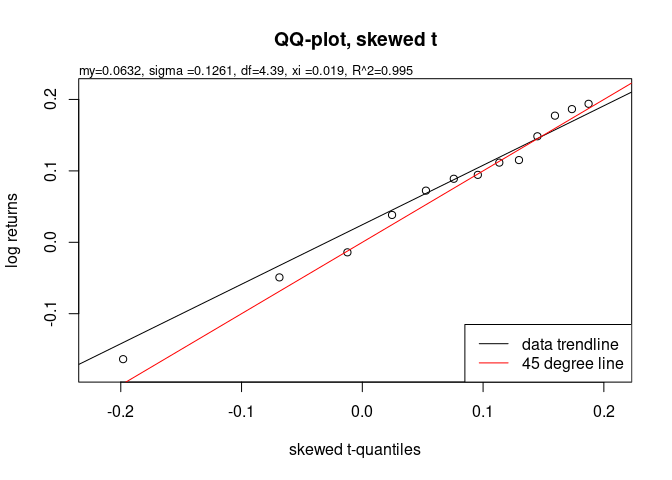 QQ-plot, skewed t
my=0.0632, sigma =0.1261, df=4.39, xi =0.019, R^2=0.995
log returns
0.2
0.1
0.0
-0.1
data trendline
45 degree line
-0.2 -0.1 0.0 0.1 0.2
skewed t-quantiles